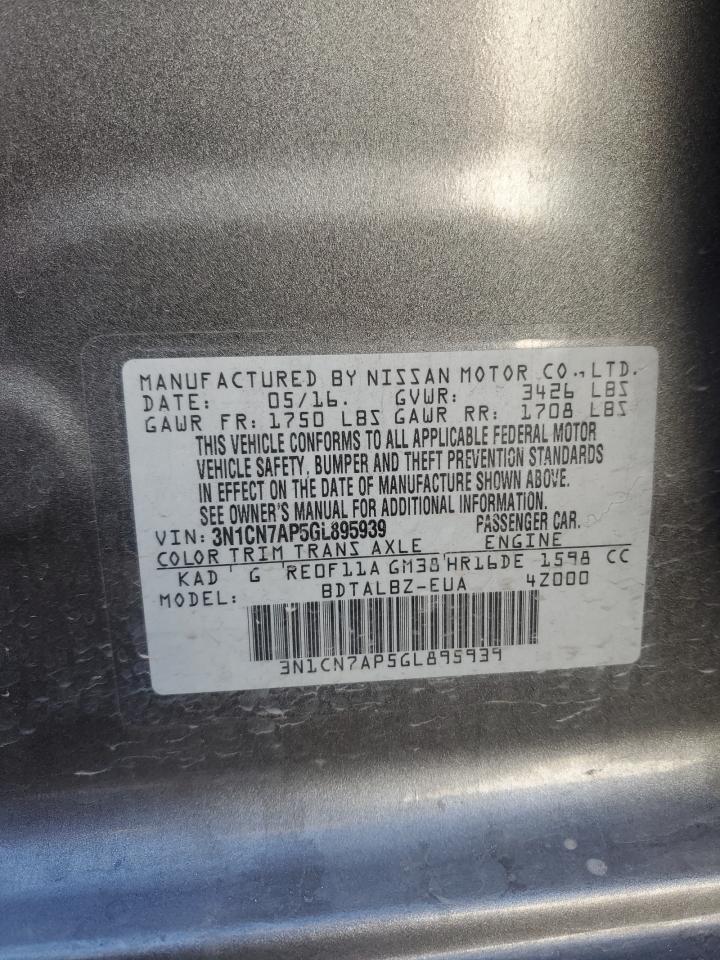 MANUFACTURED BY NISSAN MOTOR CO., LTD.
DATE: 05/16. GVWR: 3426 LBS
GAWR FR: 1750 LBS GAWR RR: 1708 LBS
THIS VEHICLE CONFORMS TO ALL APPLICABLE FEDERAL MOTOR
VEHICLE SAFETY, BUMPER AND THEFT PREVENTION STANDARDS
IN EFFECT ON THE DATE OF MANUFACTURE SHOWN ABOVE.
SEE OWNER'S MANUAL FOR ADDITIONAL INFORMATION.
VIN: 3N1CN7AP5GL895939 PASSENGER CAR.
COLOR TRIM TRANS AXLE ENGINE
KAD G RE0F11A GM38 HR16DE 1598 CC
MODEL: BDTALBZ-EUA 4Z000
3N1CN7AP5GL895939